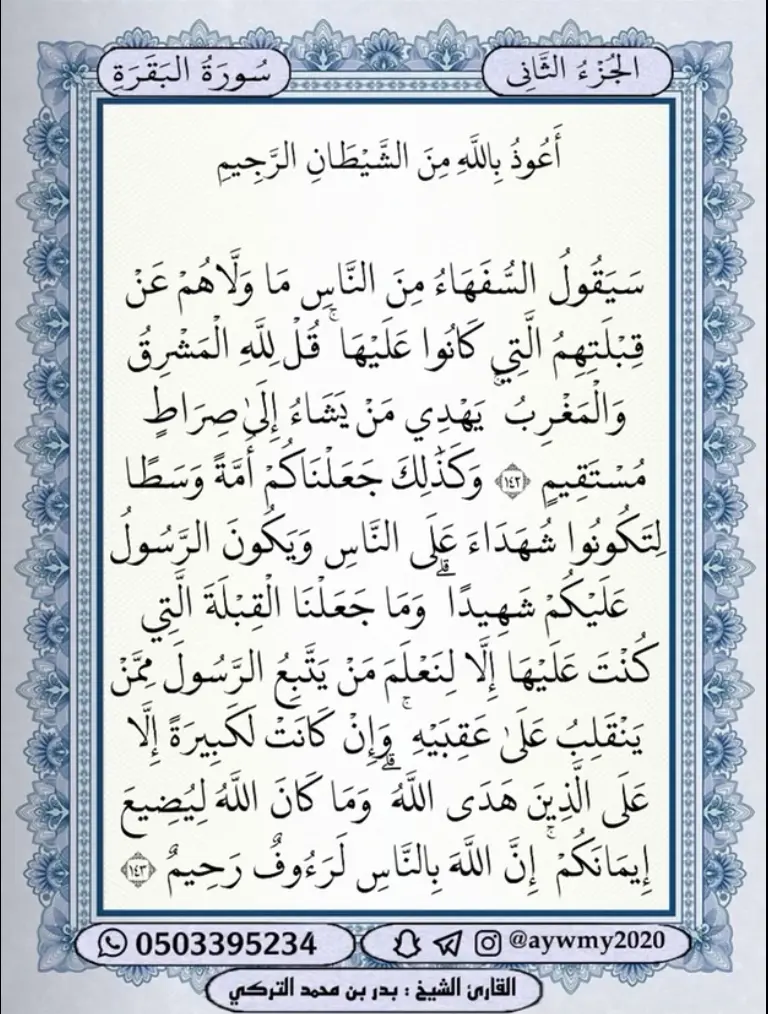 الجُزْءُ الثَّانِى
سُورَةُ البَقَرَةِ
أَعُوذُ بِاللَّهِ مِنَ الشَّيْطَانِ الرَّجِيمِ
سَيَقُولُ السُّفَهَاءُ مِنَ النَّاسِ مَا وَلَّاهُمْ عَنْ
قِبْلَتِهِمُ الَّتِي كَانُوا عَلَيْهَا ۚ قُلْ لِلَّهِ الْمَشْرِقُ
وَالْمَغْرِبُ ۚ يَهْدِي مَنْ يَشَاءُ إِلَىٰ صِرَاطٍ
مُسْتَقِيمٍ ١٤٢ وَكَذَٰلِكَ جَعَلْنَاكُمْ أُمَّةً وَسَطًا
لِتَكُونُوا شُهَدَاءَ عَلَى النَّاسِ وَيَكُونَ الرَّسُولُ
عَلَيْكُمْ شَهِيدًا ۗ وَمَا جَعَلْنَا الْقِبْلَةَ الَّتِي
كُنْتَ عَلَيْهَا إِلَّا لِنَعْلَمَ مَنْ يَتَّبِعُ الرَّسُولَ مِمَّنْ
يَنْقَلِبُ عَلَىٰ عَقِبَيْهِ ۚ وَإِنْ كَانَتْ لَكَبِيرَةً إِلَّا
عَلَى الَّذِينَ هَدَى اللَّهُ ۗ وَمَا كَانَ اللَّهُ لِيُضِيعَ
إِيمَانَكُمْ ۚ إِنَّ اللَّهَ بِالنَّاسِ لَرَءُوفٌ رَحِيمٌ ١٤٣
0503395234
@aywmy2020
القارئ الشيخ : بدر بن محمد التركي